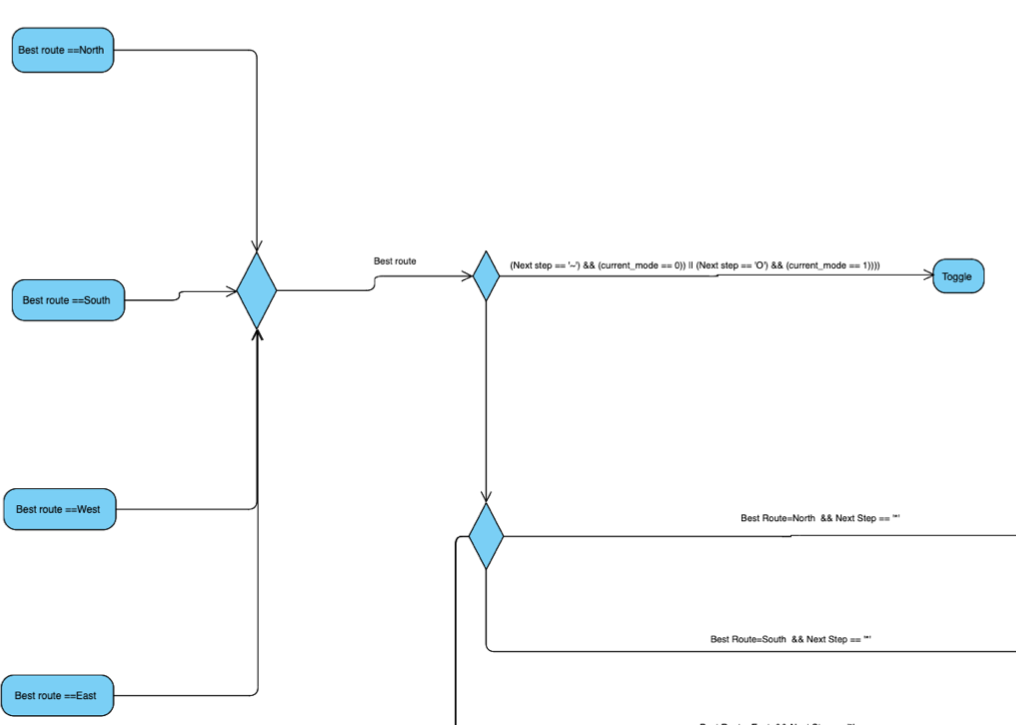 Best route ==North
Best route
(Next step == '~') && (current_mode == 0)) || (Next step == 'O') && (current_mode == 1))))
Toggle
Best route ==South
Best route ==West
Best Route=North && Next Step == '*'
Best Route=South && Next Step == '*'
Best route ==East